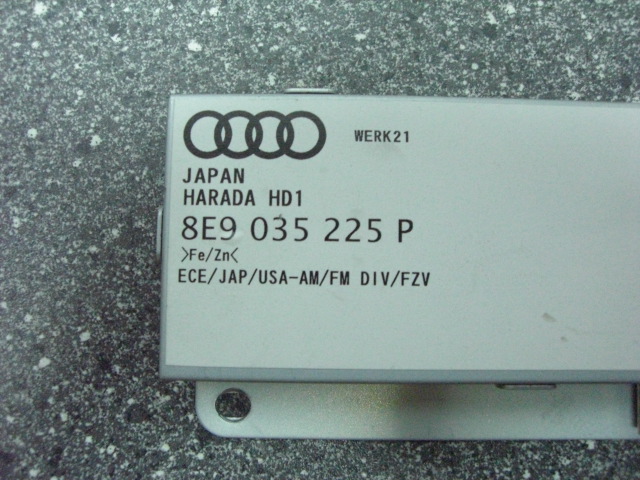 WERK21
JAPAN
HARADA HD1
8E9 035 225 P
>Fe/Zn<
ECE/JAP/USA-AM/FM DIV/FZV